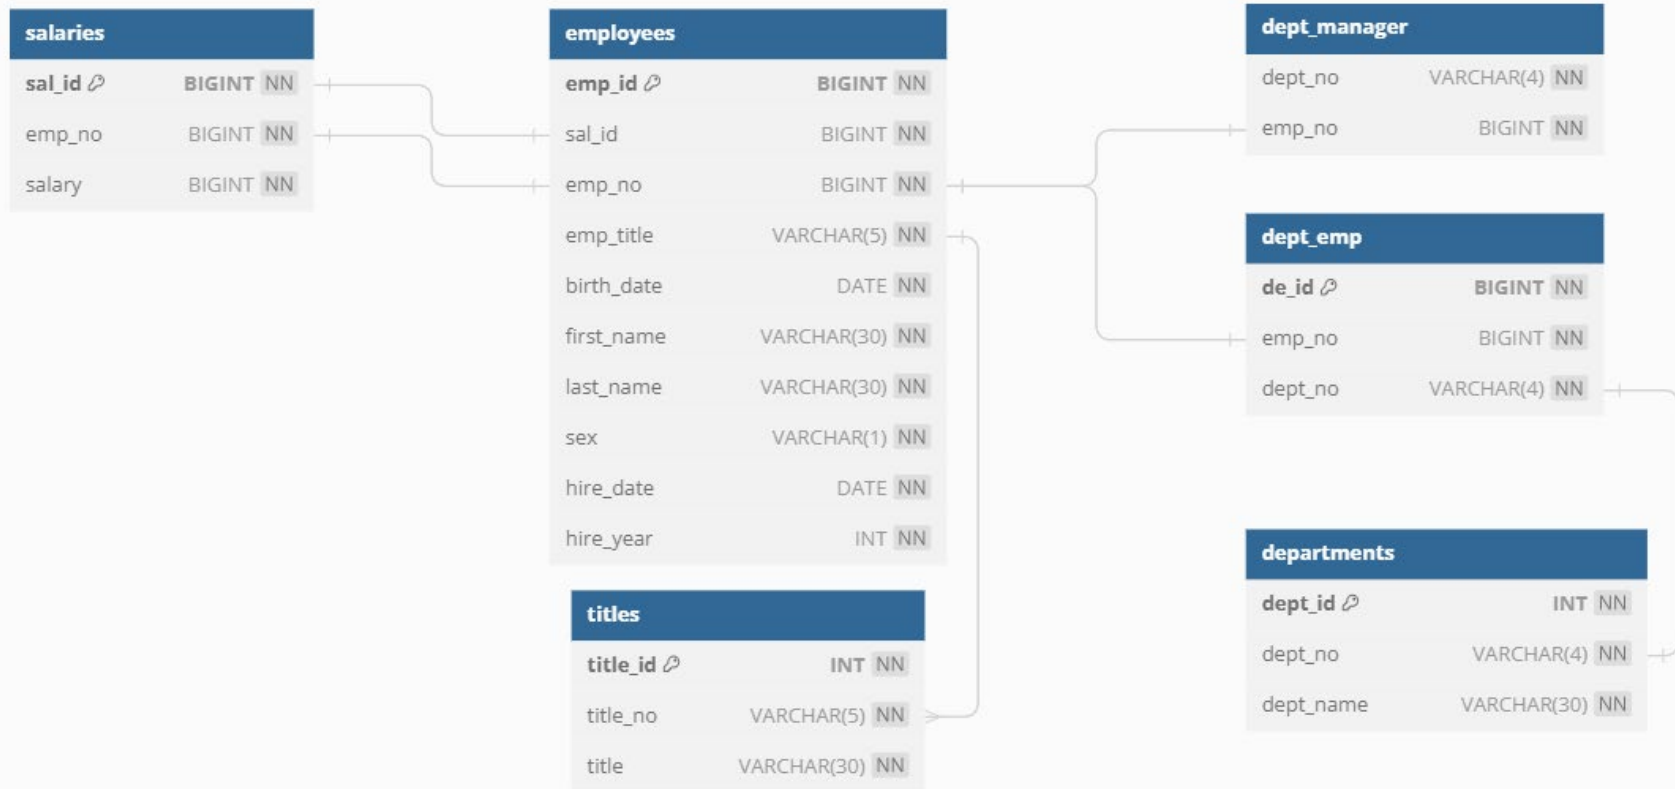 salaries
sal_id BIGINT NN
emp_no BIGINT NN
salary BIGINT NN
employees
emp_id BIGINT NN
sal_id BIGINT NN
emp_no BIGINT NN
emp_title VARCHAR(5) NN
birth_date DATE NN
first_name VARCHAR(30) NN
last_name VARCHAR(30) NN
sex VARCHAR(1) NN
hire_date DATE NN
hire_year INT NN
titles
title_id INT NN
title_no VARCHAR(5) NN
title VARCHAR(30) NN
dept_manager
dept_no VARCHAR(4) NN
emp_no BIGINT NN
dept_emp
de_id BIGINT NN
emp_no BIGINT NN
dept_no VARCHAR(4) NN
departments
dept_id INT NN
dept_no VARCHAR(4) NN
dept_name VARCHAR(30) NN